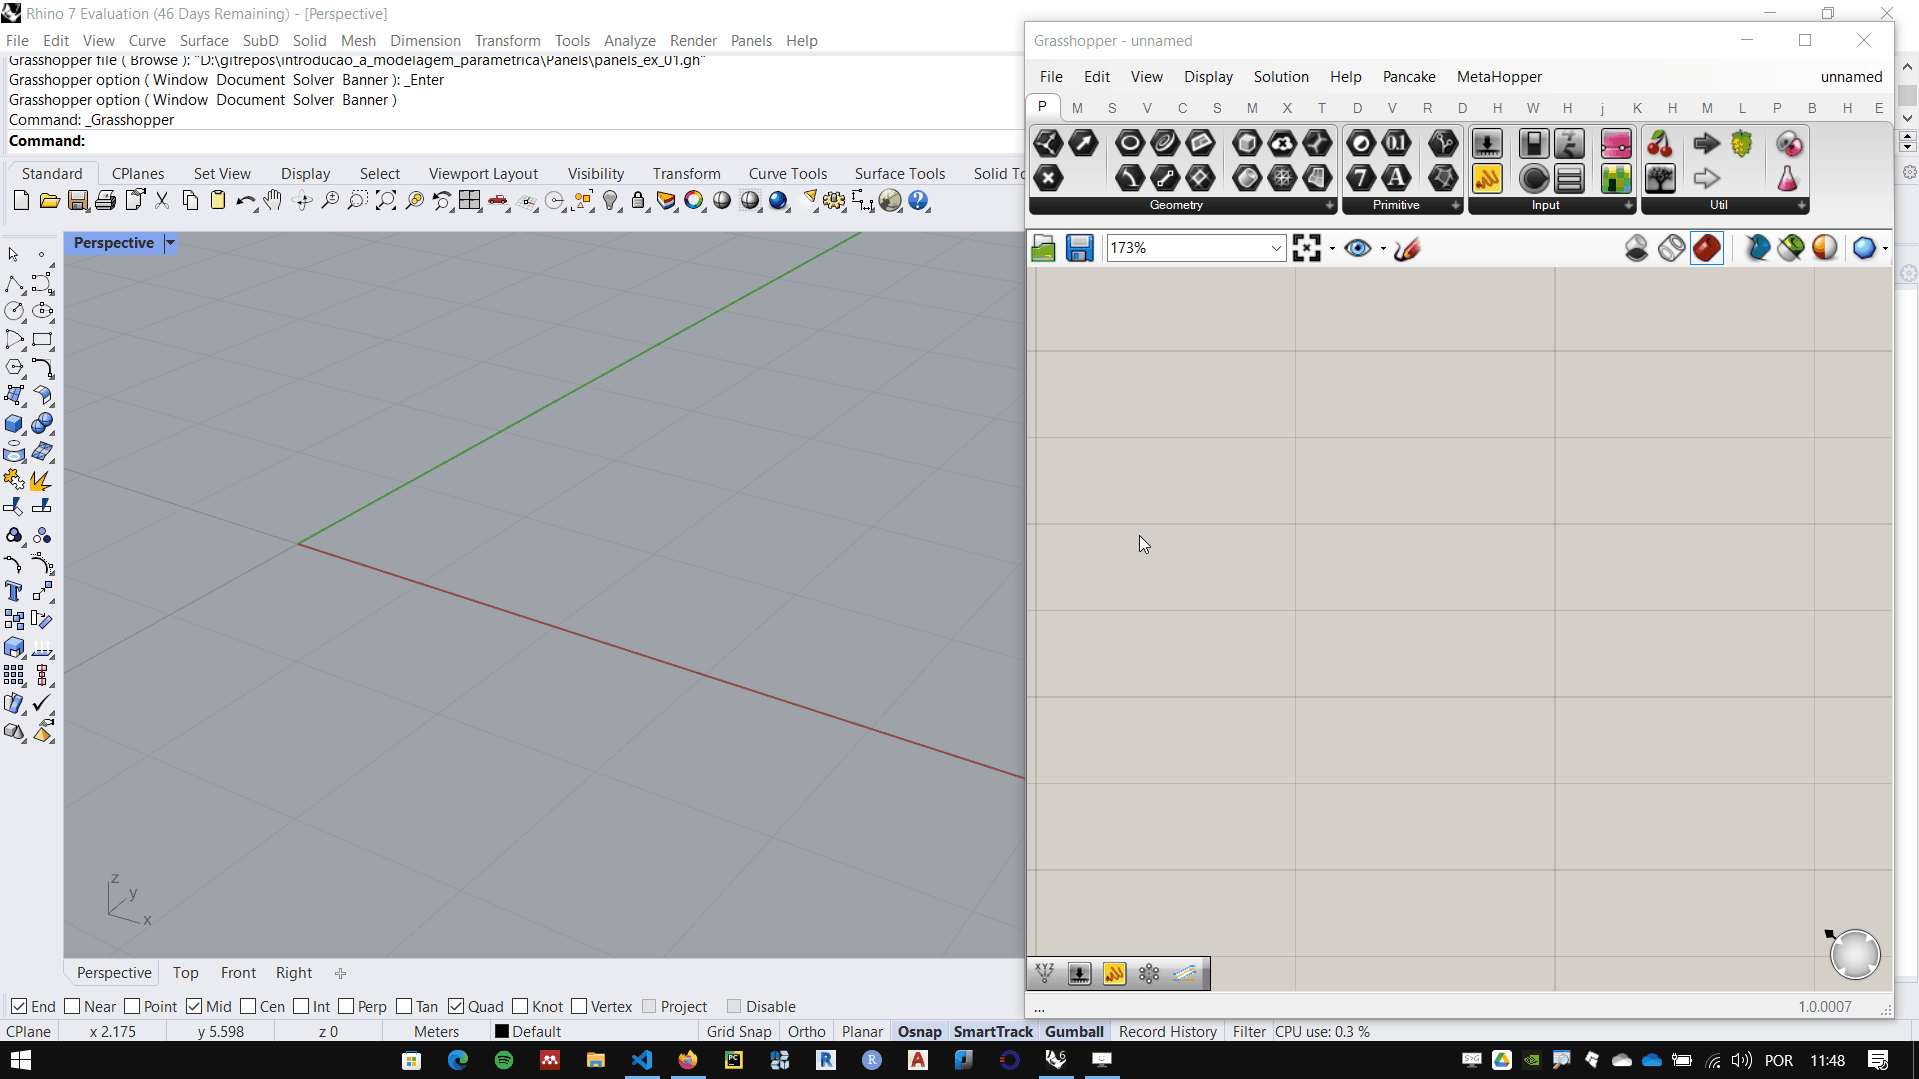 Rhino 7 Evaluation (46 Days Remaining) - [Perspective]
File Edit View Curve Surface SubD Solid Mesh Dimension Transform Tools Analyze Render Panels Help
Grasshopper file ( Browse ): "D:\gitrepos\introducao_a_modelagem_parametrica\Panels\panels_ex_01.gh"
Grasshopper option ( Window Document Solver Banner ): _Enter
Grasshopper option ( Window Document Solver Banner )
Command: _Grasshopper
Command:
Standard CPlanes Set View Display Select Viewport Layout Visibility Transform Curve Tools Surface Tools Solid To
Perspective
z
y
x
Perspective Top Front Right
End Near Point Mid Cen Int Perp Tan Quad Knot Vertex Project Disable
CPlane x 2.175 y 5.598 z 0 Meters Default Grid Snap Ortho Planar Osnap SmartTrack Gumball Record History Filter CPU use: 0.3 %
Grasshopper - unnamed
File Edit View Display Solution Help Pancake MetaHopper unnamed
P M S V C S M X T D V R D H W H j K H M L P B H E
Geometry Primitive Input Util
173%
XYZ
... 1.0.0007
POR 11:48